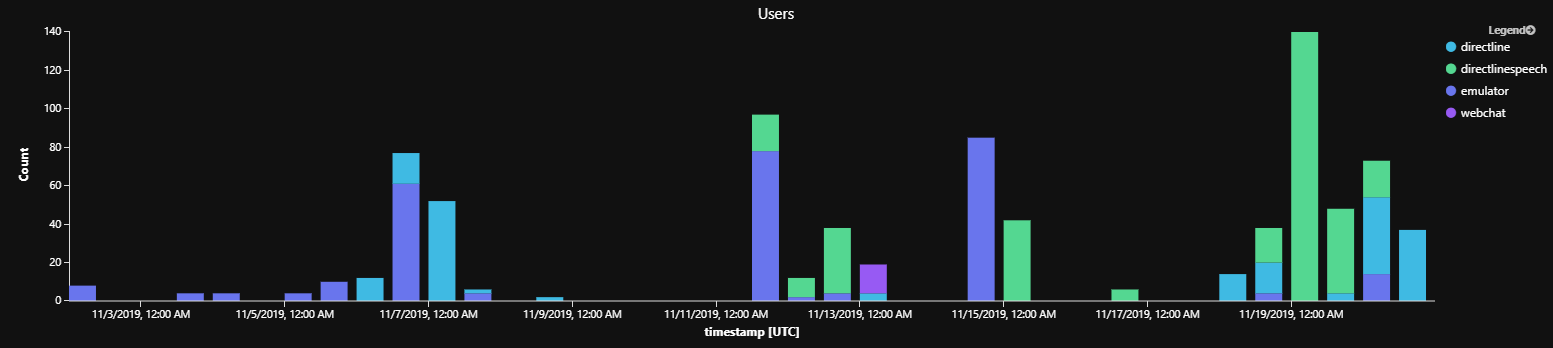 Users
Legend
directline
directlinespeech
emulator
webchat
Count
140
120
100
80
60
40
20
0
11/3/2019, 12:00 AM
11/5/2019, 12:00 AM
11/7/2019, 12:00 AM
11/9/2019, 12:00 AM
11/11/2019, 12:00 AM
11/13/2019, 12:00 AM
11/15/2019, 12:00 AM
11/17/2019, 12:00 AM
11/19/2019, 12:00 AM
timestamp [UTC]